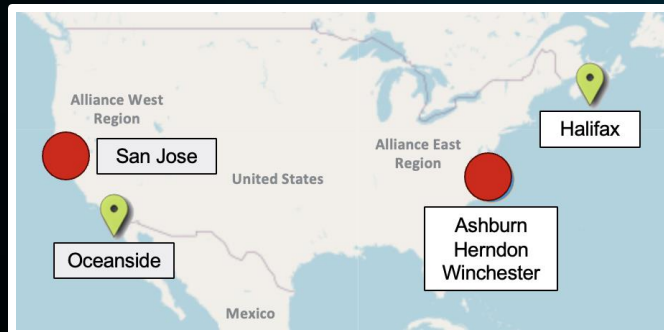 Alliance West
Region
San Jose
Oceanside
United States
Mexico
Alliance East
Region
Halifax
Ashburn
Herndon
Winchester